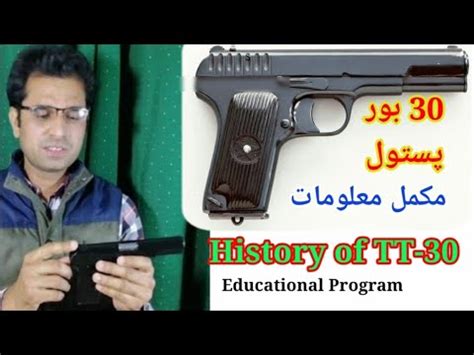 30 بور
پستول
مکمل معلومات
History of TT-30
Educational Program